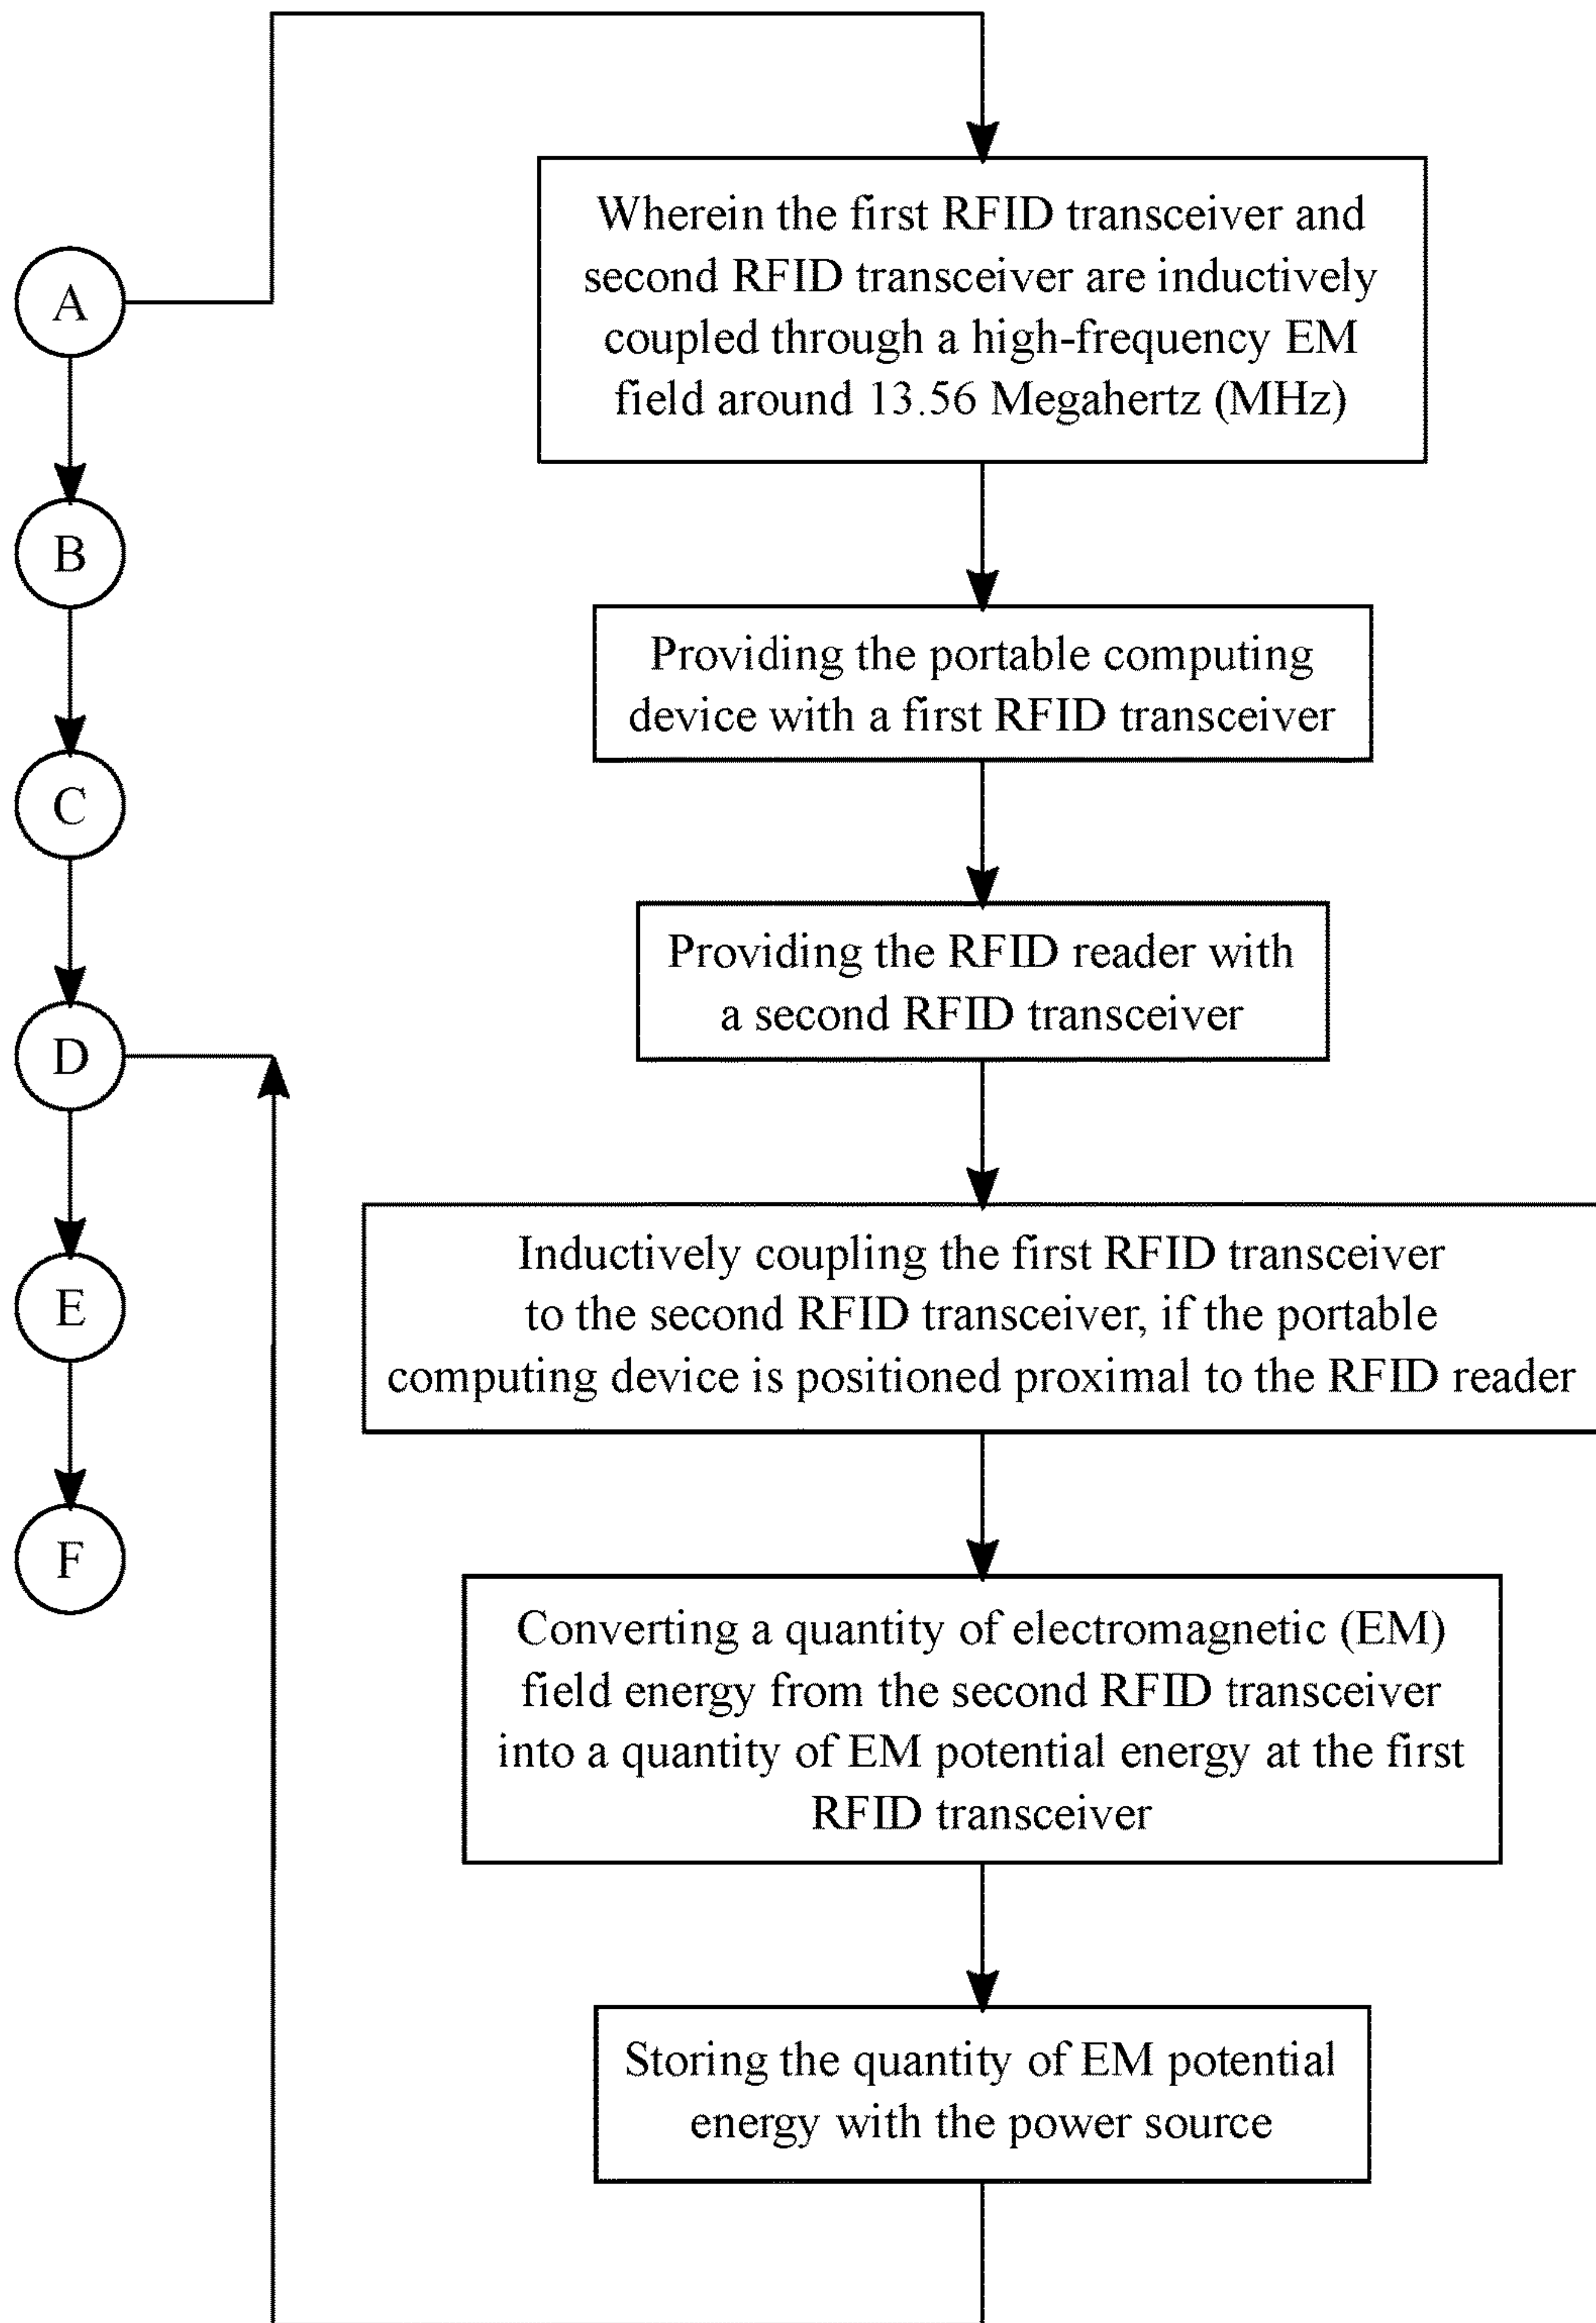 A
B
C
D
E
F
Wherein the first RFID transceiver and
second RFID transceiver are inductively
coupled through a high-frequency EM
field around 13.56 Megahertz (MHz)
Providing the portable computing
device with a first RFID transceiver
Providing the RFID reader with
a second RFID transceiver
Inductively coupling the first RFID transceiver
to the second RFID transceiver, if the portable
computing device is positioned proximal to the RFID reader
Converting a quantity of electromagnetic (EM)
field energy from the second RFID transceiver
into a quantity of EM potential energy at the first
RFID transceiver
Storing the quantity of EM potential
energy with the power source